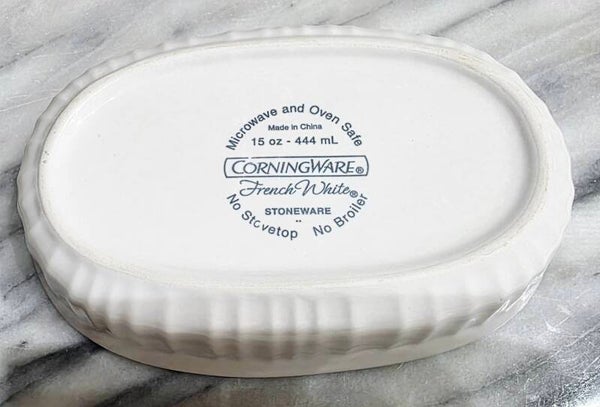 Microwave and Oven Safe
Made in China
15 oz - 444 mL
CORNINGWARE®
French White®
STONEWARE
No Stovetop No Broiler